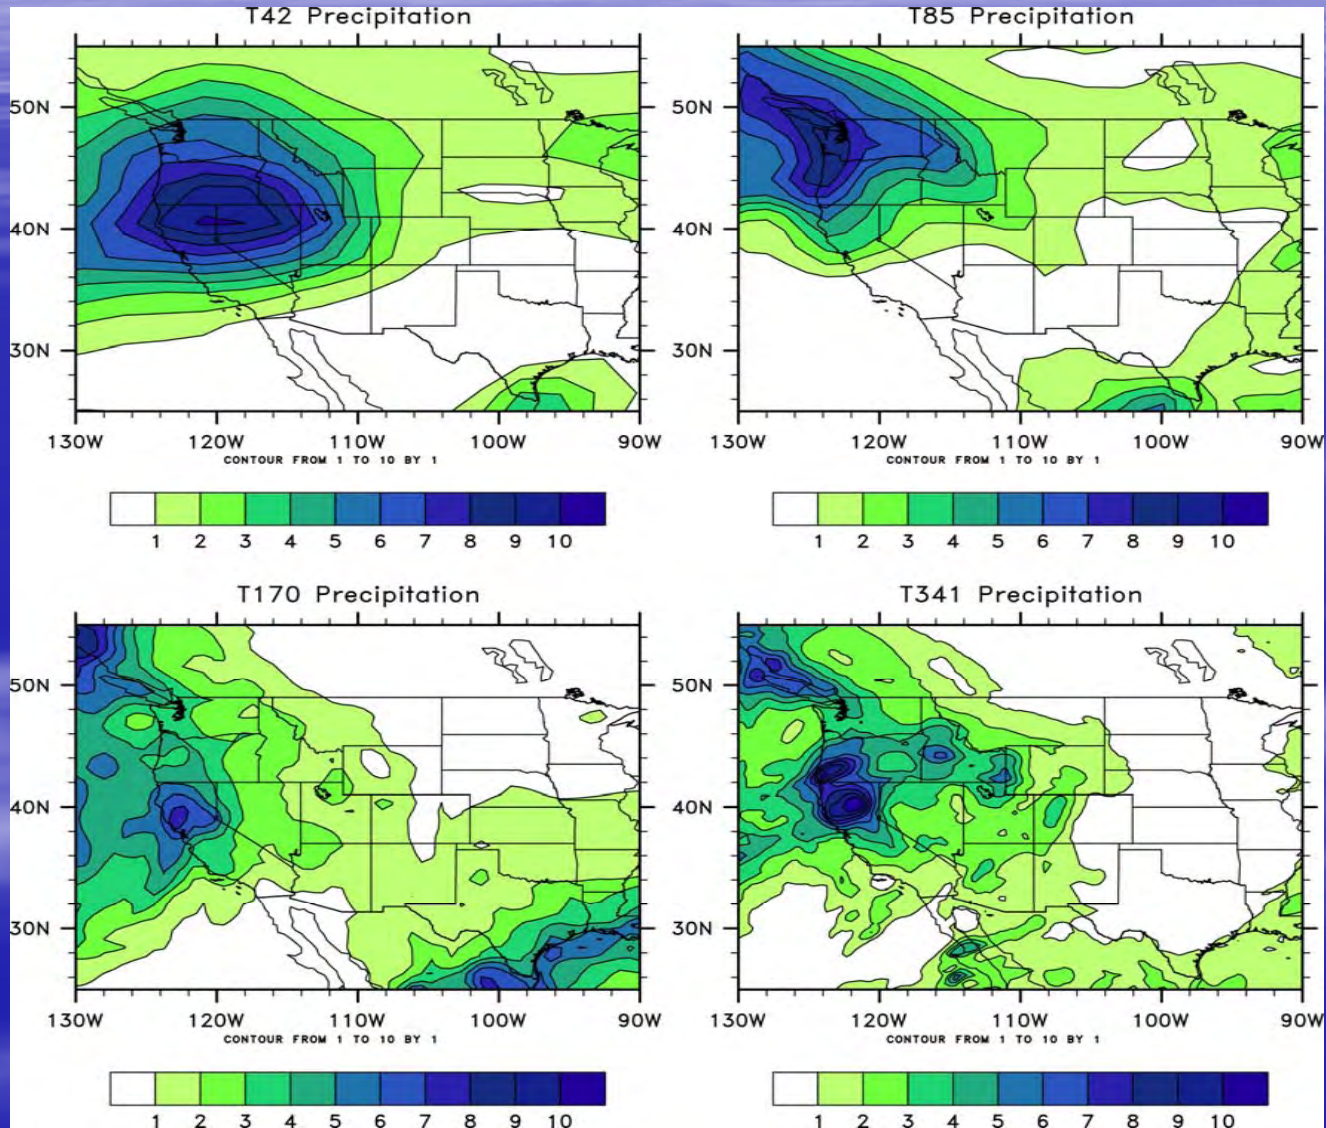 T42 Precipitation
50N
40N
30N
130W 120W 110W 100W 90W
CONTOUR FROM 1 TO 10 BY 1
1 2 3 4 5 6 7 8 9 10
T85 Precipitation
50N
40N
30N
130W 120W 110W 100W 90W
CONTOUR FROM 1 TO 10 BY 1
1 2 3 4 5 6 7 8 9 10
T170 Precipitation
50N
40N
30N
130W 120W 110W 100W 90W
CONTOUR FROM 1 TO 10 BY 1
1 2 3 4 5 6 7 8 9 10
T341 Precipitation
50N
40N
30N
130W 120W 110W 100W 90W
CONTOUR FROM 1 TO 10 BY 1
1 2 3 4 5 6 7 8 9 10